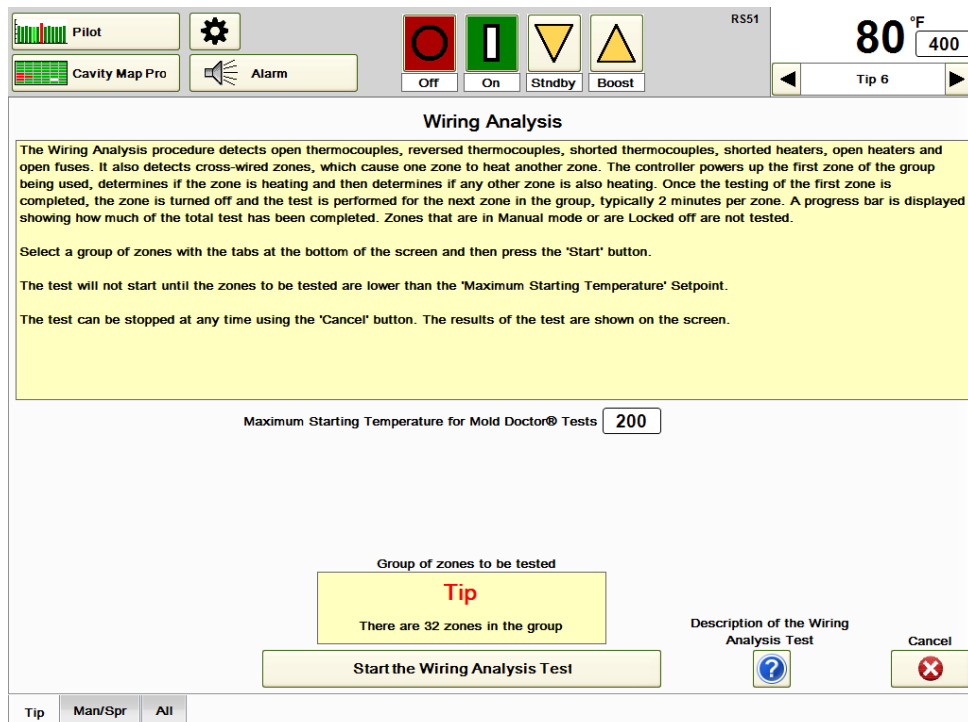 Pilot
Cavity Map Pro
Alarm
Off
On
Stndby
Boost
RS51
80 °F
400
Tip 6
Wiring Analysis
The Wiring Analysis procedure detects open thermocouples, reversed thermocouples, shorted thermocouples, shorted heaters, open heaters and
open fuses. It also detects cross-wired zones, which cause one zone to heat another zone. The controller powers up the first zone of the group
being used, determines if the zone is heating and then determines if any other zone is also heating. Once the testing of the first zone is
completed, the zone is turned off and the test is performed for the next zone in the group, typically 2 minutes per zone. A progress bar is displayed
showing how much of the total test has been completed. Zones that are in Manual mode or are Locked off are not tested.
Select a group of zones with the tabs at the bottom of the screen and then press the 'Start' button.
The test will not start until the zones to be tested are lower than the 'Maximum Starting Temperature' Setpoint.
The test can be stopped at any time using the 'Cancel' button. The results of the test are shown on the screen.
Maximum Starting Temperature for Mold Doctor® Tests 200
Group of zones to be tested
Tip
There are 32 zones in the group
Start the Wiring Analysis Test
Description of the Wiring
Analysis Test
?
Cancel
Tip
Man/Spr
All